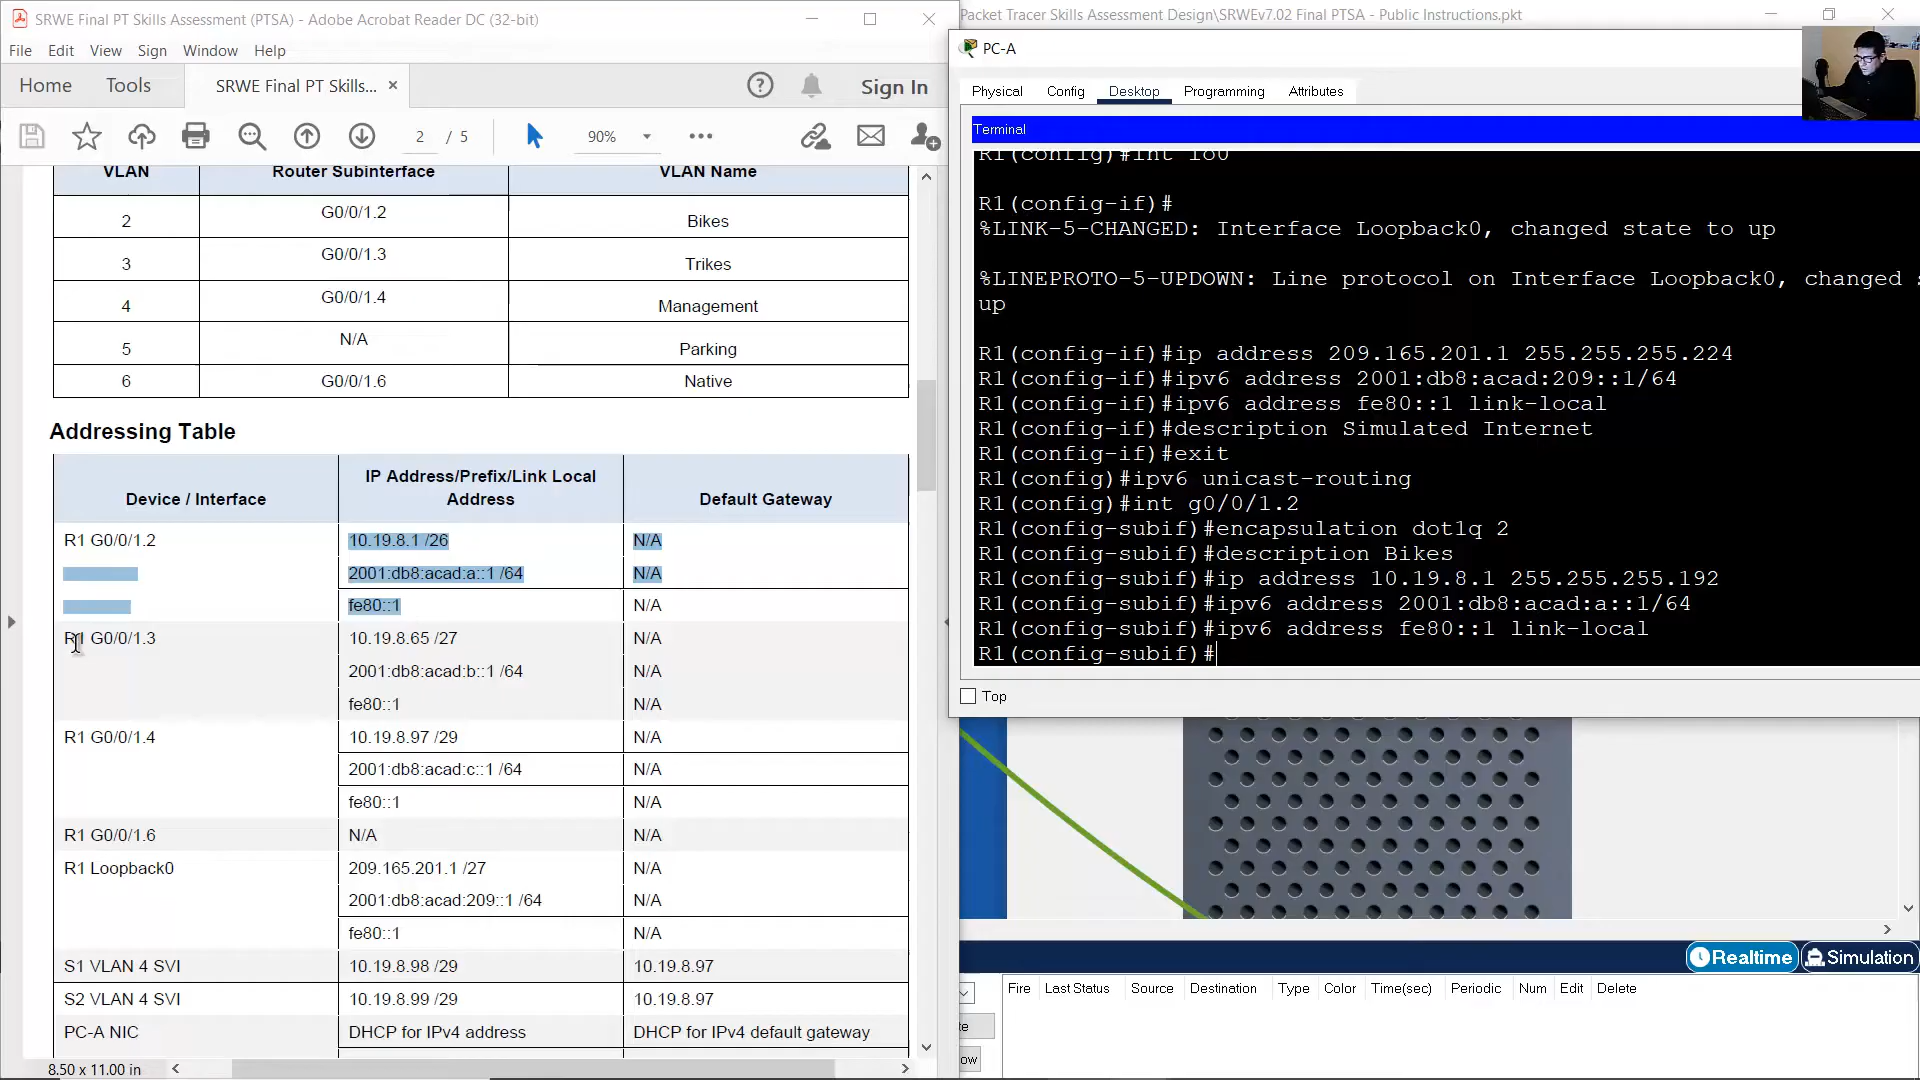 SRWE Final PT Skills Assessment (PTSA) - Adobe Acrobat Reader DC (32-bit)
File Edit View Sign Window Help
Home Tools SRWE Final PT Skills... × Sign In
2 / 5 90%
VLAN Router Subinterface VLAN Name
2 G0/0/1.2 Bikes
3 G0/0/1.3 Trikes
4 G0/0/1.4 Management
5 N/A Parking
6 G0/0/1.6 Native
Addressing Table
Device / Interface IP Address/Prefix/Link Local Address Default Gateway
R1 G0/0/1.2 10.19.8.1 /26 N/A
2001:db8:acad:a::1 /64 N/A
fe80::1 N/A
R1 G0/0/1.3 10.19.8.65 /27 N/A
2001:db8:acad:b::1 /64 N/A
fe80::1 N/A
R1 G0/0/1.4 10.19.8.97 /29 N/A
2001:db8:acad:c::1 /64 N/A
fe80::1 N/A
R1 G0/0/1.6 N/A N/A
R1 Loopback0 209.165.201.1 /27 N/A
2001:db8:acad:209::1 /64 N/A
fe80::1 N/A
S1 VLAN 4 SVI 10.19.8.98 /29 10.19.8.97
S2 VLAN 4 SVI 10.19.8.99 /29 10.19.8.97
PC-A NIC DHCP for IPv4 address DHCP for IPv4 default gateway
8.50 x 11.00 in
Packet Tracer Skills Assessment Design\SRWEv7.02 Final PTSA - Public Instructions.pkt
PC-A
Physical Config Desktop Programming Attributes
Terminal
R1(config)#int lo0
R1(config-if)#
%LINK-5-CHANGED: Interface Loopback0, changed state to up
%LINEPROTO-5-UPDOWN: Line protocol on Interface Loopback0, changed
up
R1(config-if)#ip address 209.165.201.1 255.255.255.224
R1(config-if)#ipv6 address 2001:db8:acad:209::1/64
R1(config-if)#ipv6 address fe80::1 link-local
R1(config-if)#description Simulated Internet
R1(config-if)#exit
R1(config)#ipv6 unicast-routing
R1(config)#int g0/0/1.2
R1(config-subif)#encapsulation dot1q 2
R1(config-subif)#description Bikes
R1(config-subif)#ip address 10.19.8.1 255.255.255.192
R1(config-subif)#ipv6 address 2001:db8:acad:a::1/64
R1(config-subif)#ipv6 address fe80::1 link-local
R1(config-subif)#
Top
Realtime Simulation
Fire Last Status Source Destination Type Color Time(sec) Periodic Num Edit Delete